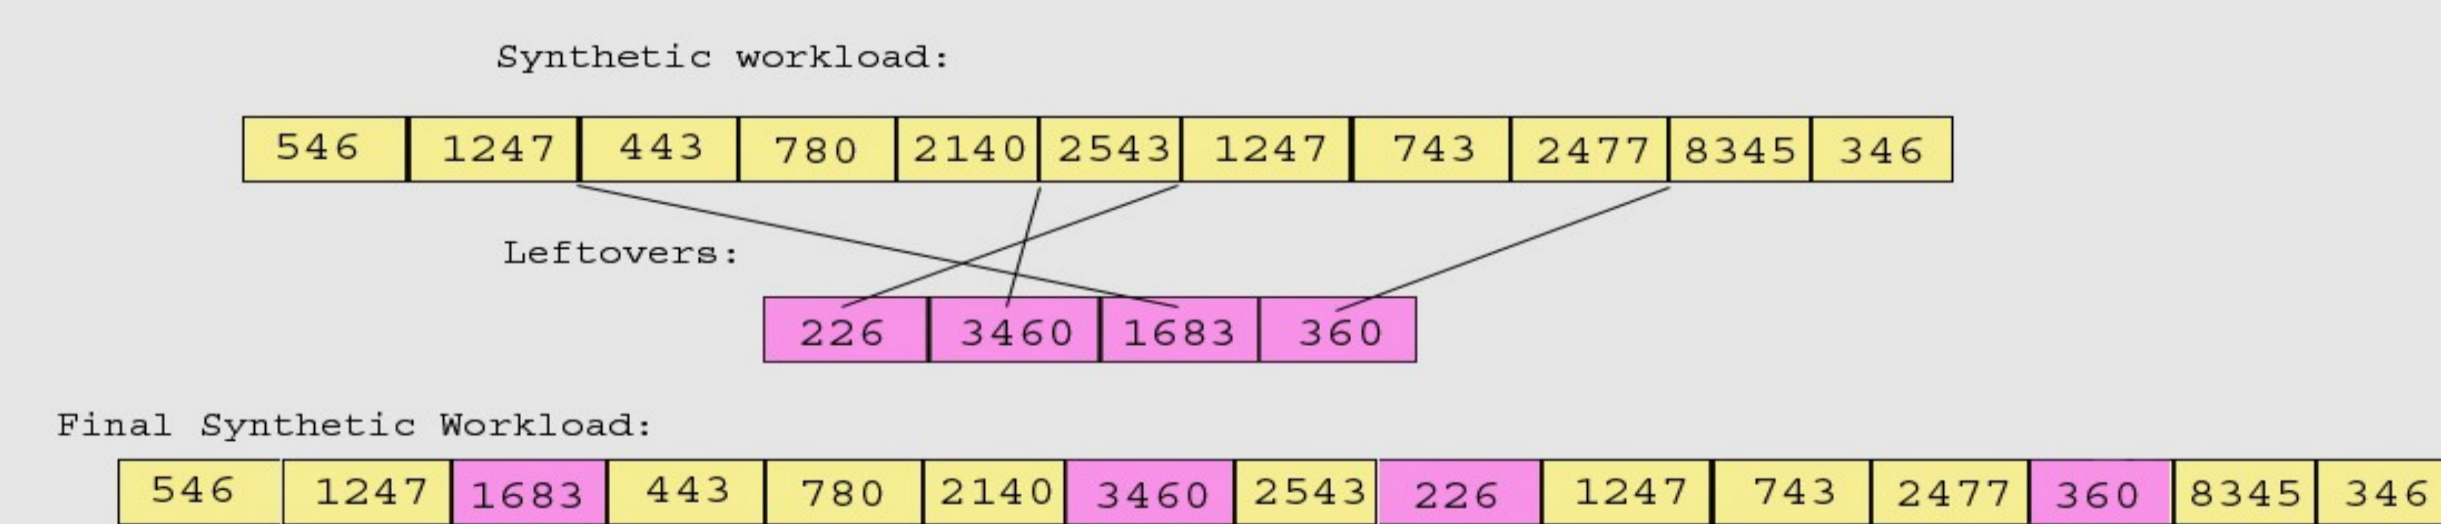 Synthetic workload:
546 1247 443 780 2140 2543 1247 743 2477 8345 346
Leftovers:
226 3460 1683 360
Final Synthetic Workload:
546 1247 1683 443 780 2140 3460 2543 226 1247 743 2477 360 8345 346